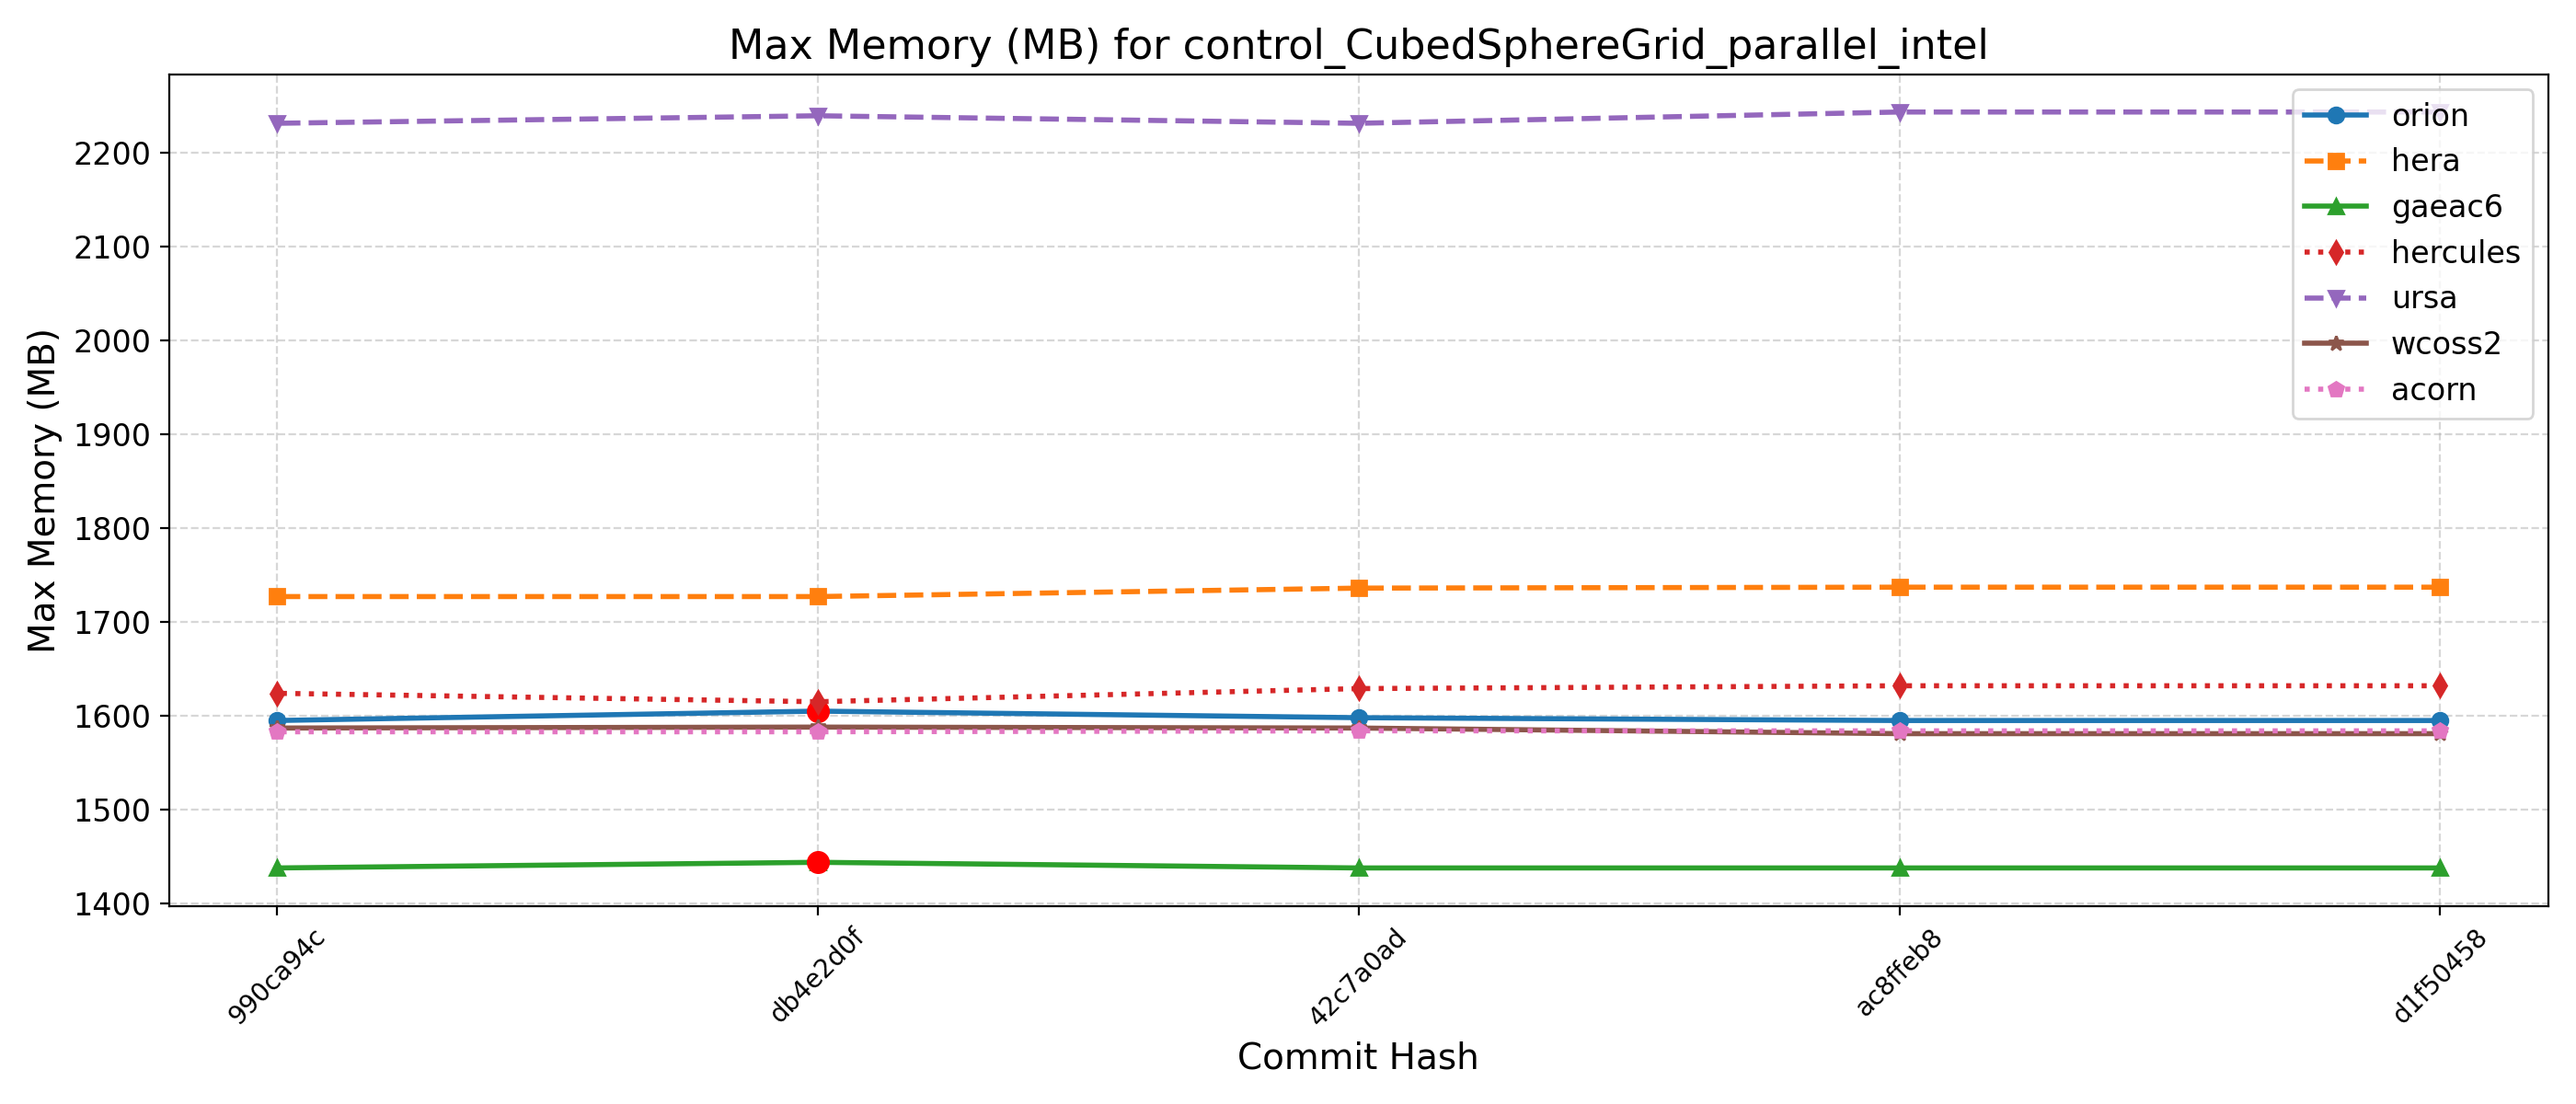 Max Memory (MB) for control_CubedSphereGrid_parallel_intel
Max Memory (MB)
2200
2100
2000
1900
1800
1700
1600
1500
1400
orion
hera
gaeac6
hercules
ursa
wcoss2
acorn
990ca94c
db4e2d0f
42c7a0ad
ac8ffeb8
d1f50458
Commit Hash